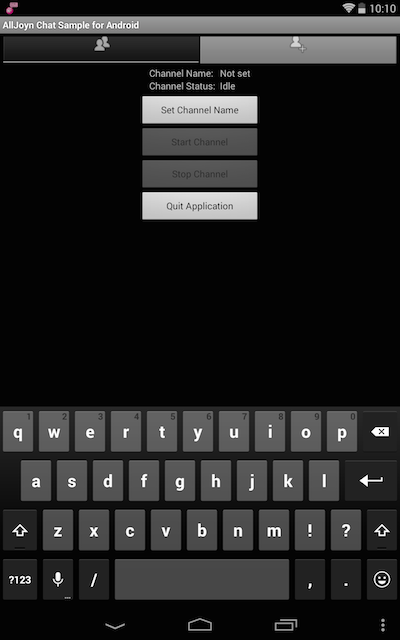 10:10
AllJoyn Chat Sample for Android
Channel Name: Not set
Channel Status: Idle
Set Channel Name
Start Channel
Stop Channel
Quit Application
1 2 3 4 5 6 7 8 9 0
q w e r t y u i o p
a s d f g h j k l
z x c v b n m ! ?
?123 / , .